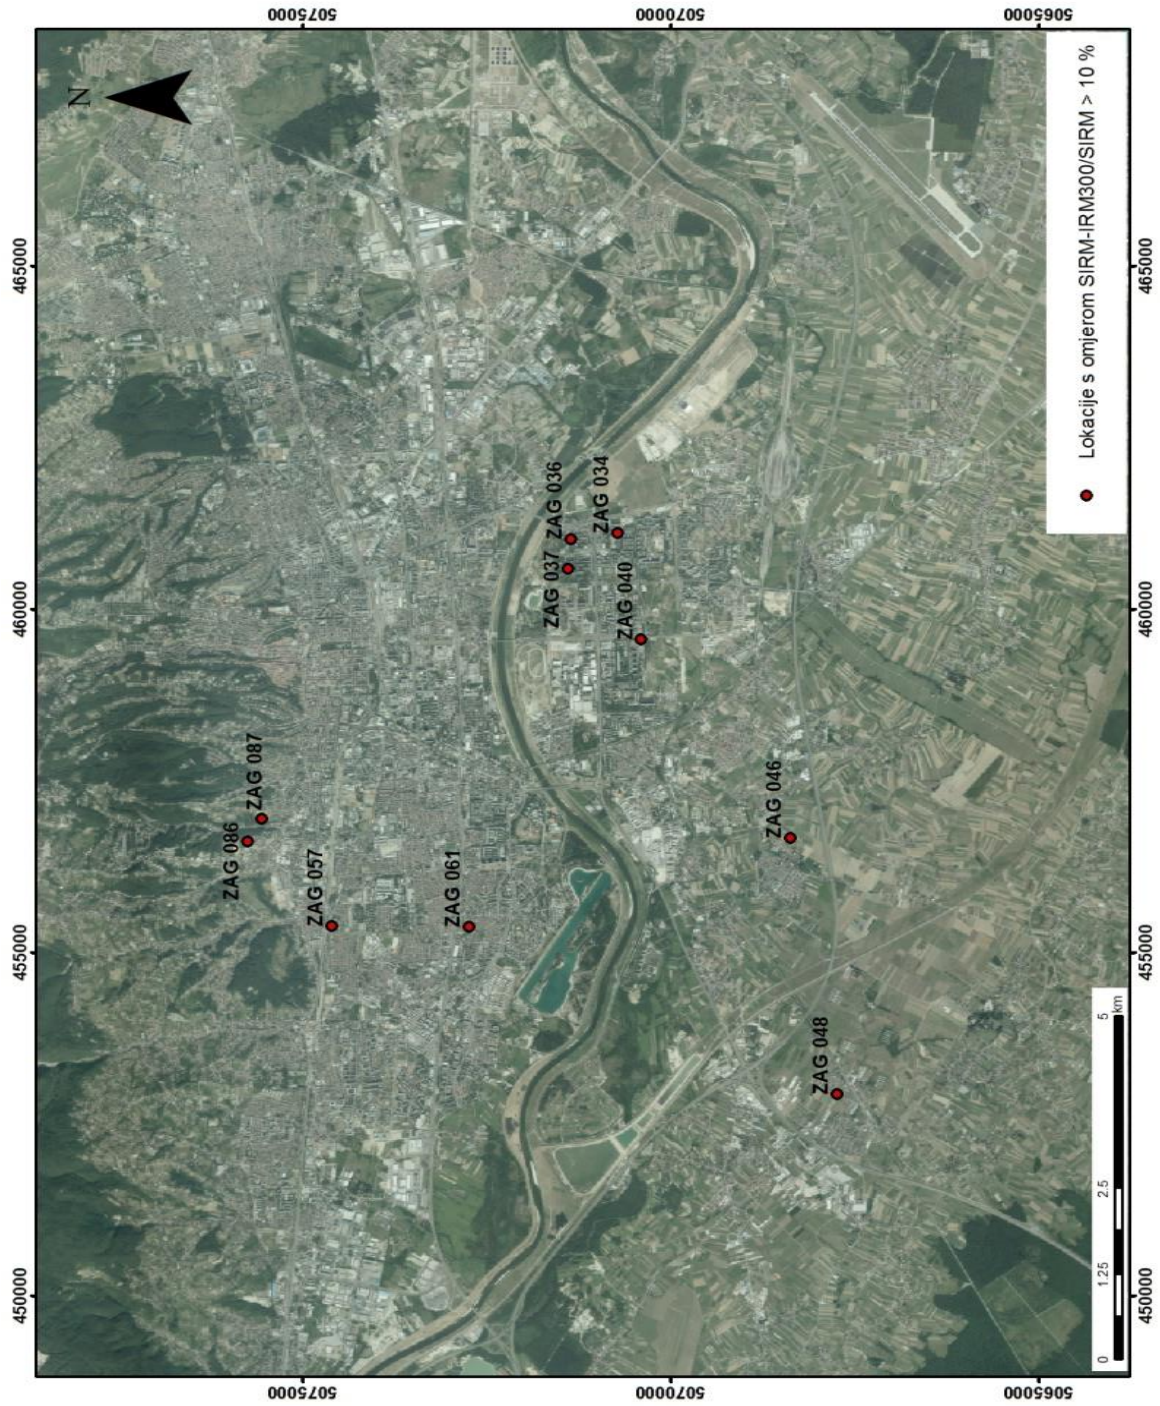 450000 455000 460000 465000
N
ZAG 086
ZAG 087
5075000 5075000
ZAG 057
ZAG 061
ZAG 037
ZAG 036
ZAG 034
ZAG 040
5070000 5070000
ZAG 046
ZAG 048
5065000 5065000
Lokacije s omjerom SIRM-IRM300/SIRM > 10 %
0 1.25 2.5 5
km
450000 455000 460000 465000